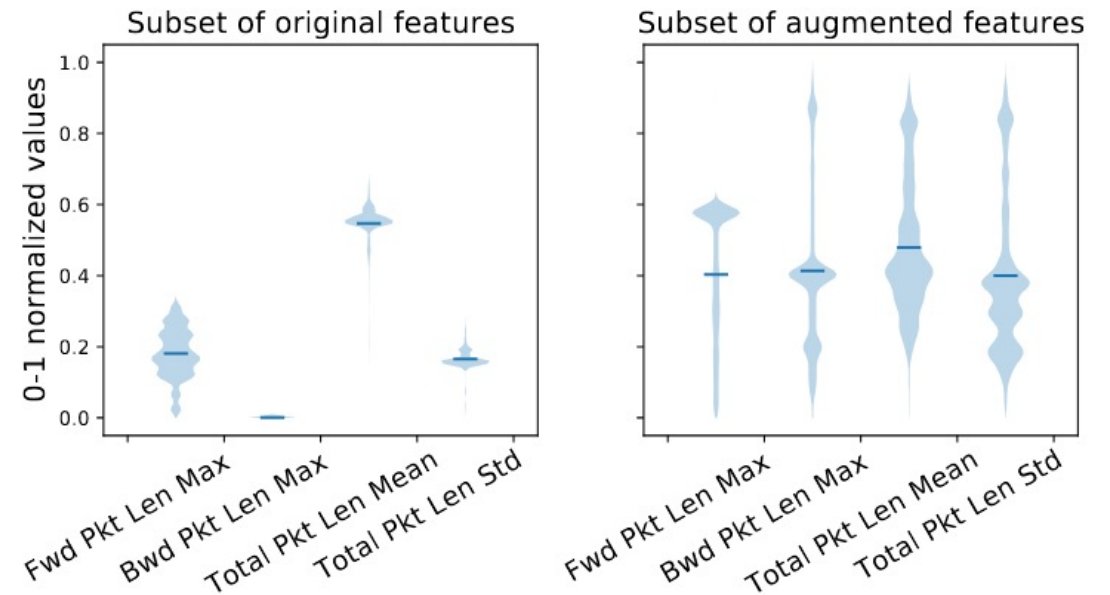 Subset of original features
Subset of augmented features
0-1 normalized values
1.0
0.8
0.6
0.4
0.2
0.0
Fwd Pkt Len Max
Bwd Pkt Len Max
Total Pkt Len Mean
Total Pkt Len Std
Fwd Pkt Len Max
Bwd Pkt Len Max
Total Pkt Len Mean
Total Pkt Len Std